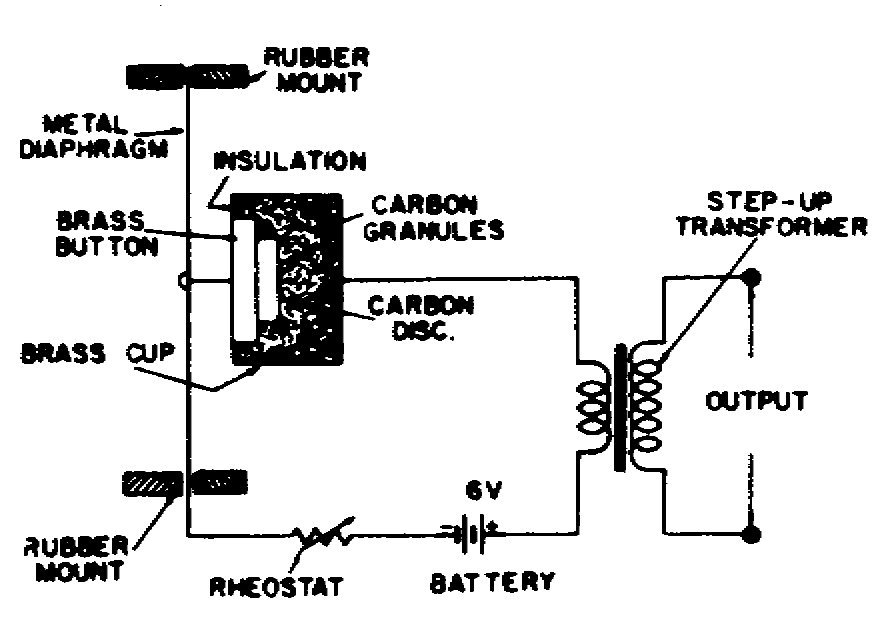 RUBBER
MOUNT
METAL
DIAPHRAGM
INSULATION
BRASS
BUTTON
CARBON
GRANULES
STEP-UP
TRANSFORMER
CARBON
DISC.
BRASS CUP
OUTPUT
6V
- +
RUBBER
MOUNT
RHEOSTAT
BATTERY